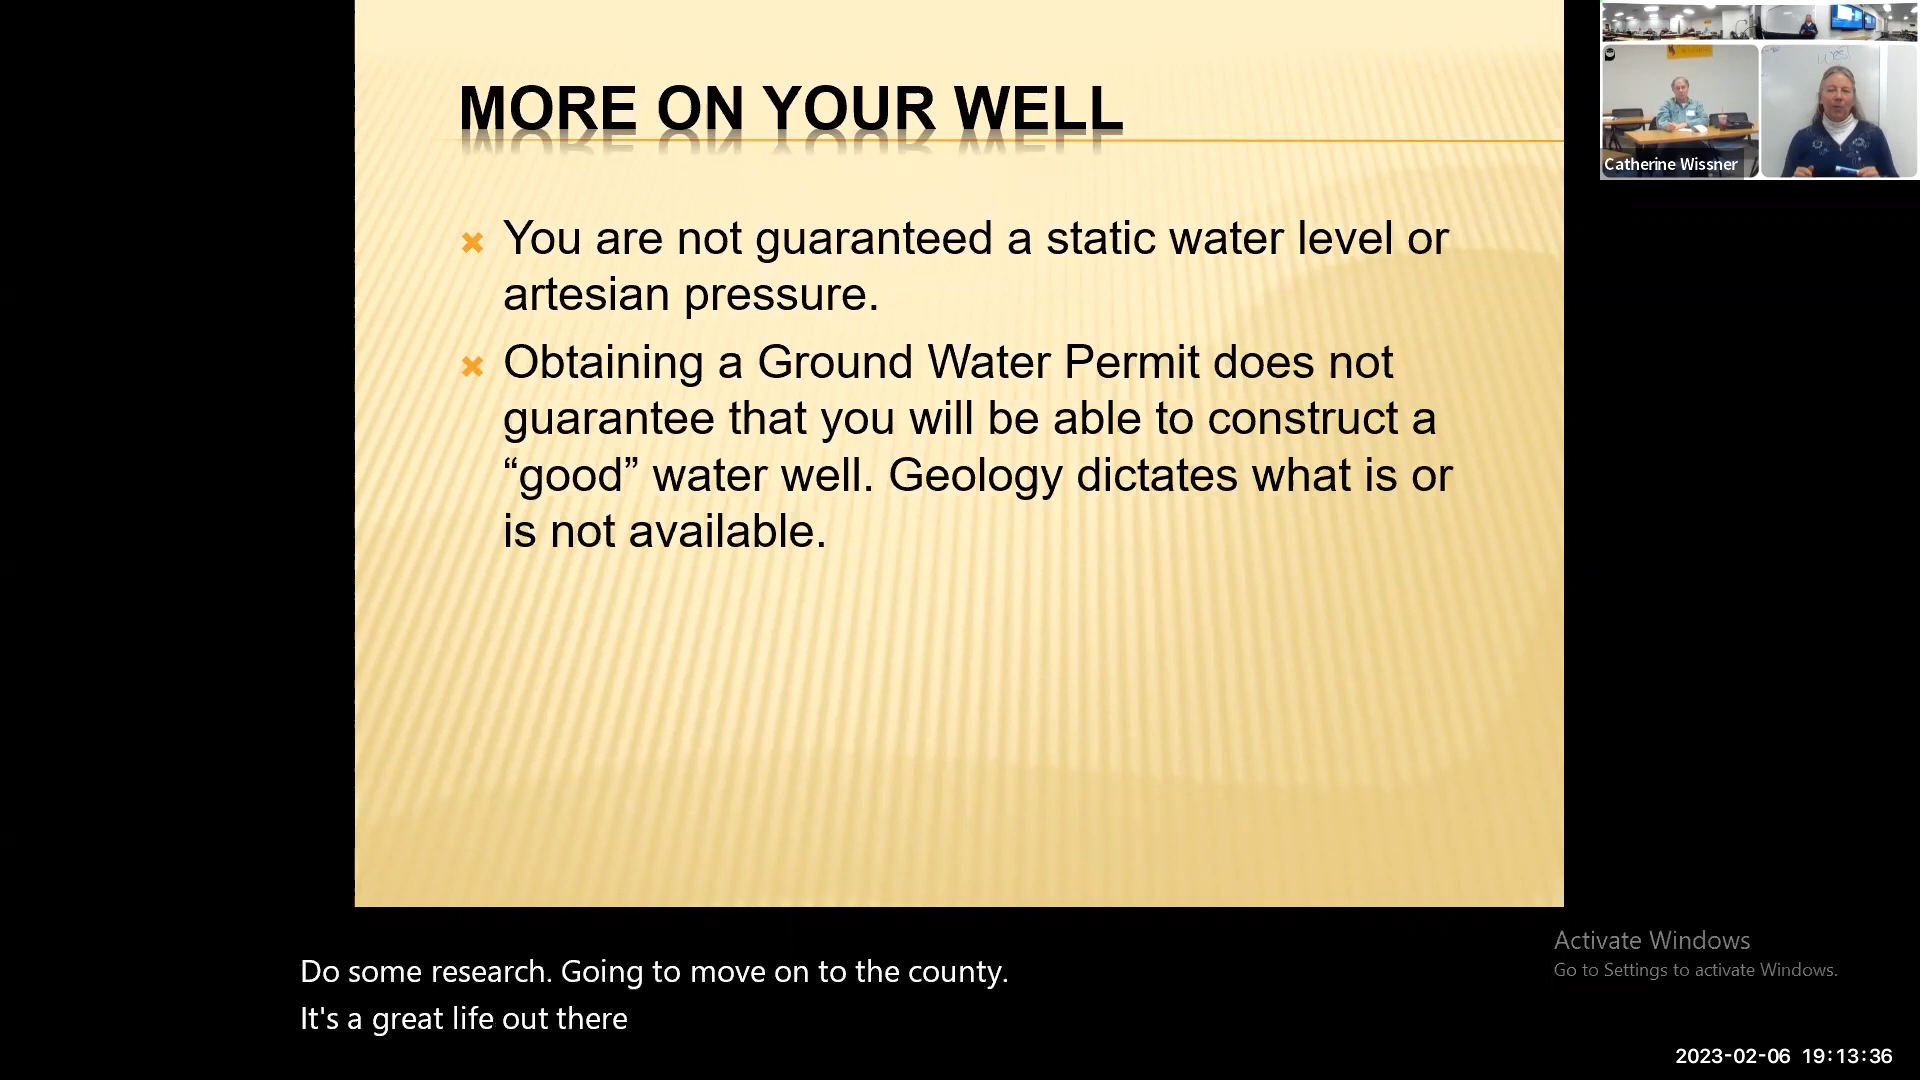 MORE ON YOUR WELL
You are not guaranteed a static water level or
artesian pressure.
Obtaining a Ground Water Permit does not
guarantee that you will be able to construct a
“good” water well. Geology dictates what is or
is not available.
Catherine Wissner
Do some research. Going to move on to the county.
It's a great life out there
Activate Windows
Go to Settings to activate Windows.
2023-02-06 19:13:36